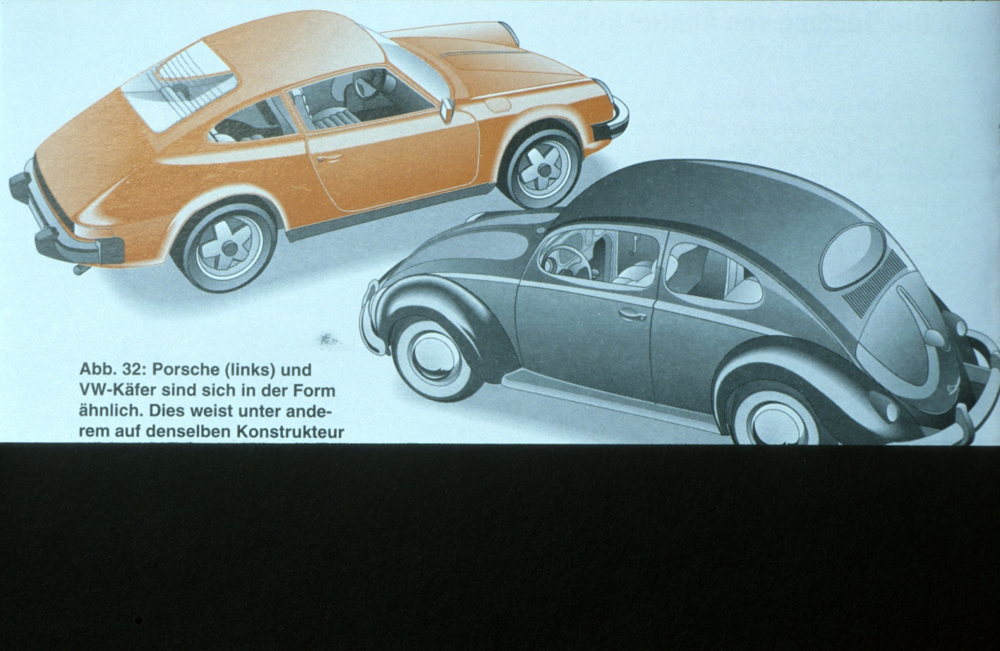 Abb. 32: Porsche (links) und
VW-Käfer sind sich in der Form
ähnlich. Dies weist unter ande-
rem auf denselben Konstrukteur